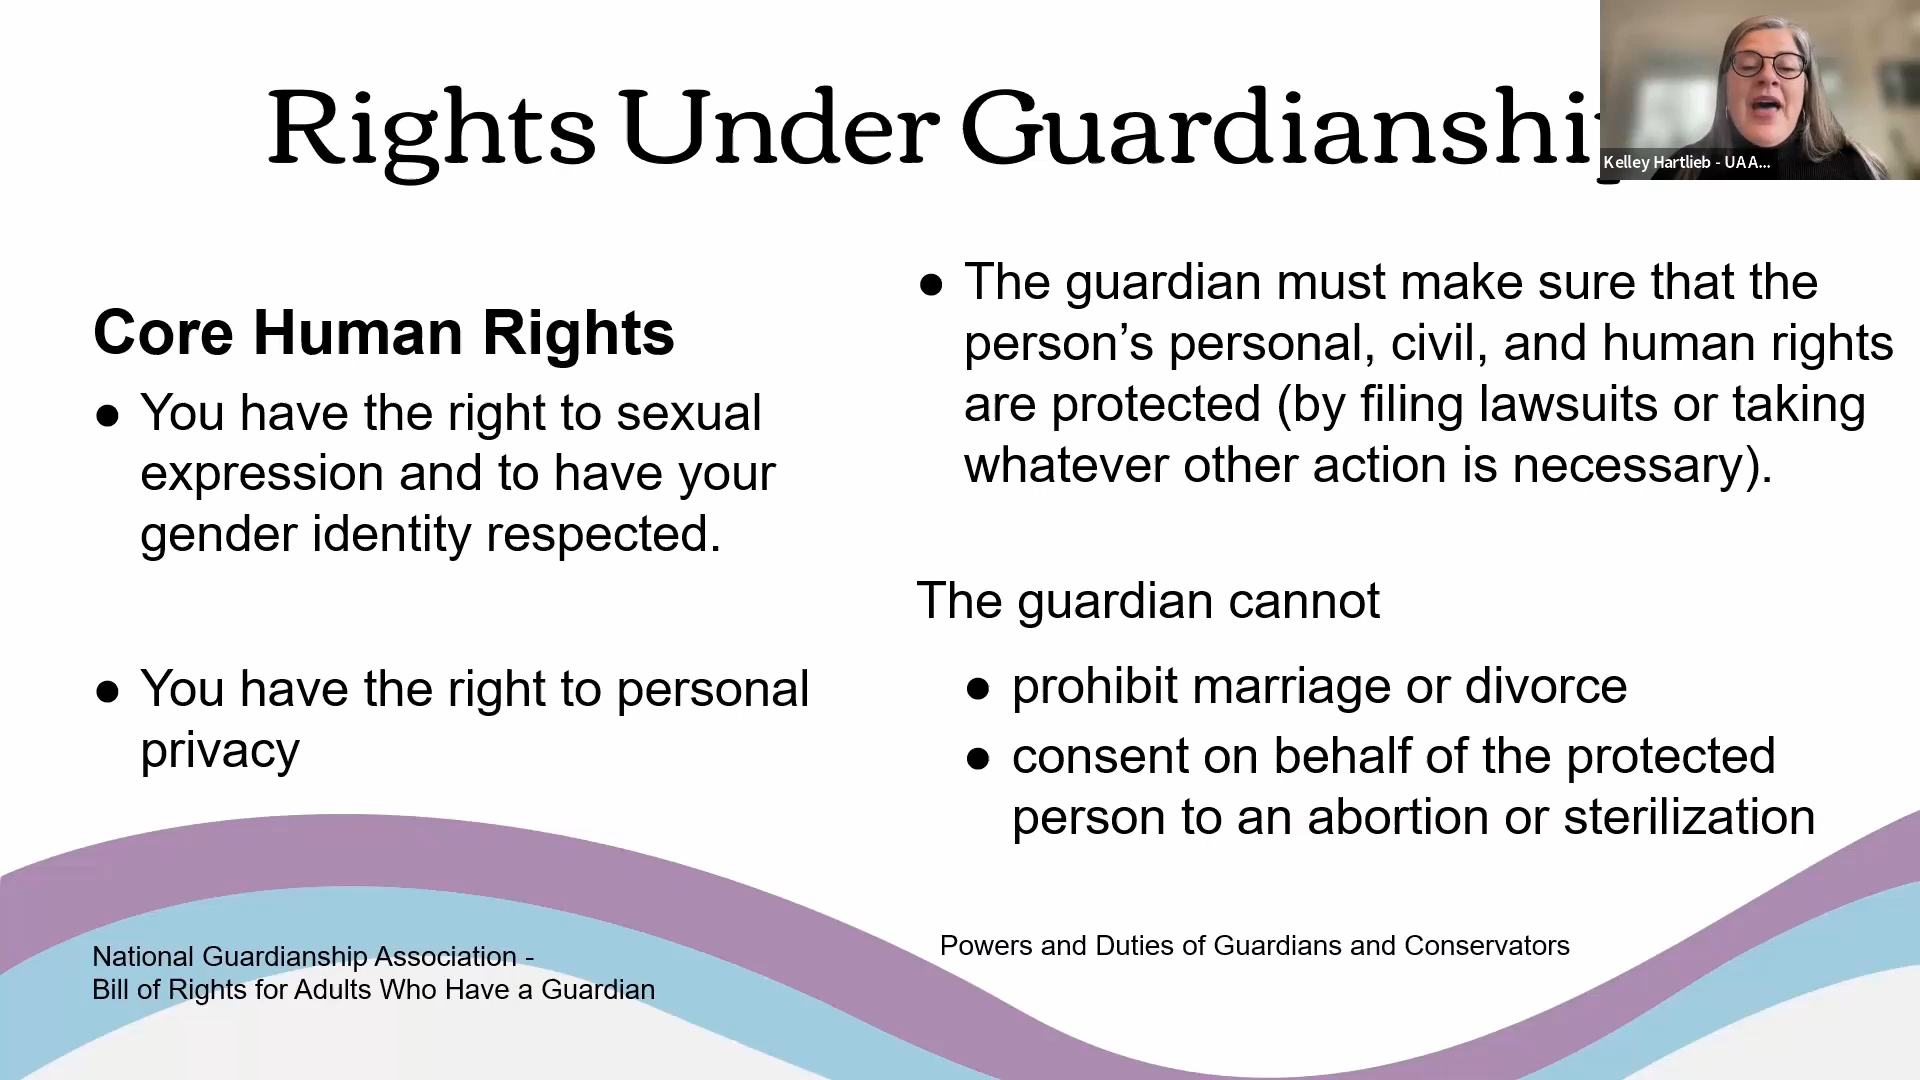 Rights Under Guardianshi
Kelley Hartlieb - UAA...
Core Human Rights
● You have the right to sexual
expression and to have your
gender identity respected.
● You have the right to personal
privacy
National Guardianship Association -
Bill of Rights for Adults Who Have a Guardian
● The guardian must make sure that the
person’s personal, civil, and human rights
are protected (by filing lawsuits or taking
whatever other action is necessary).
The guardian cannot
● prohibit marriage or divorce
● consent on behalf of the protected
person to an abortion or sterilization
Powers and Duties of Guardians and Conservators